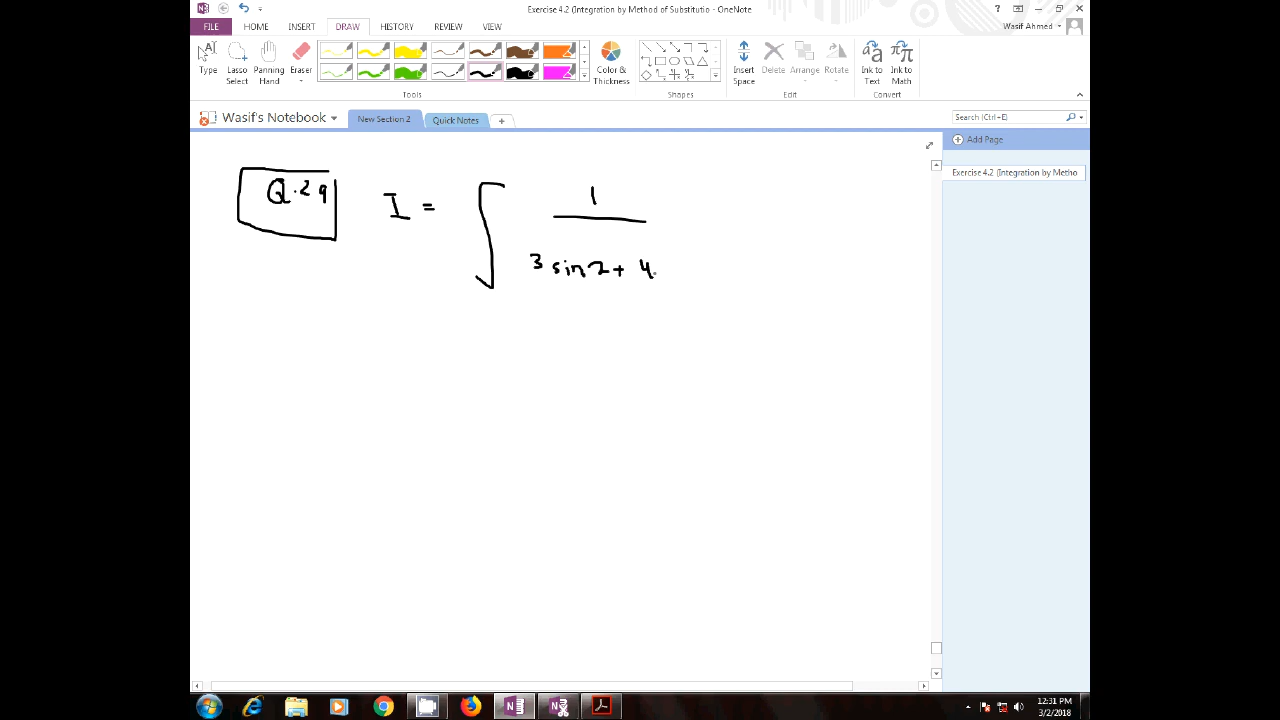 Exercise 4.2 (Integration by Method of Substitutio - OneNote
FILE HOME INSERT DRAW HISTORY REVIEW VIEW Wasif Ahmed
Type Lasso Select Panning Hand Eraser Color & Thickness Insert Space Delete Arrange Rotate Ink to Text Ink to Math
Tools Shapes Edit Convert
Wasif's Notebook New Section 2 Quick Notes Search (Ctrl+E)
Add Page
Exercise 4.2 (Integration by Metho
Q.29 I = ∫ 1
3 sin2 + 4.
12:31 PM
3/2/2018